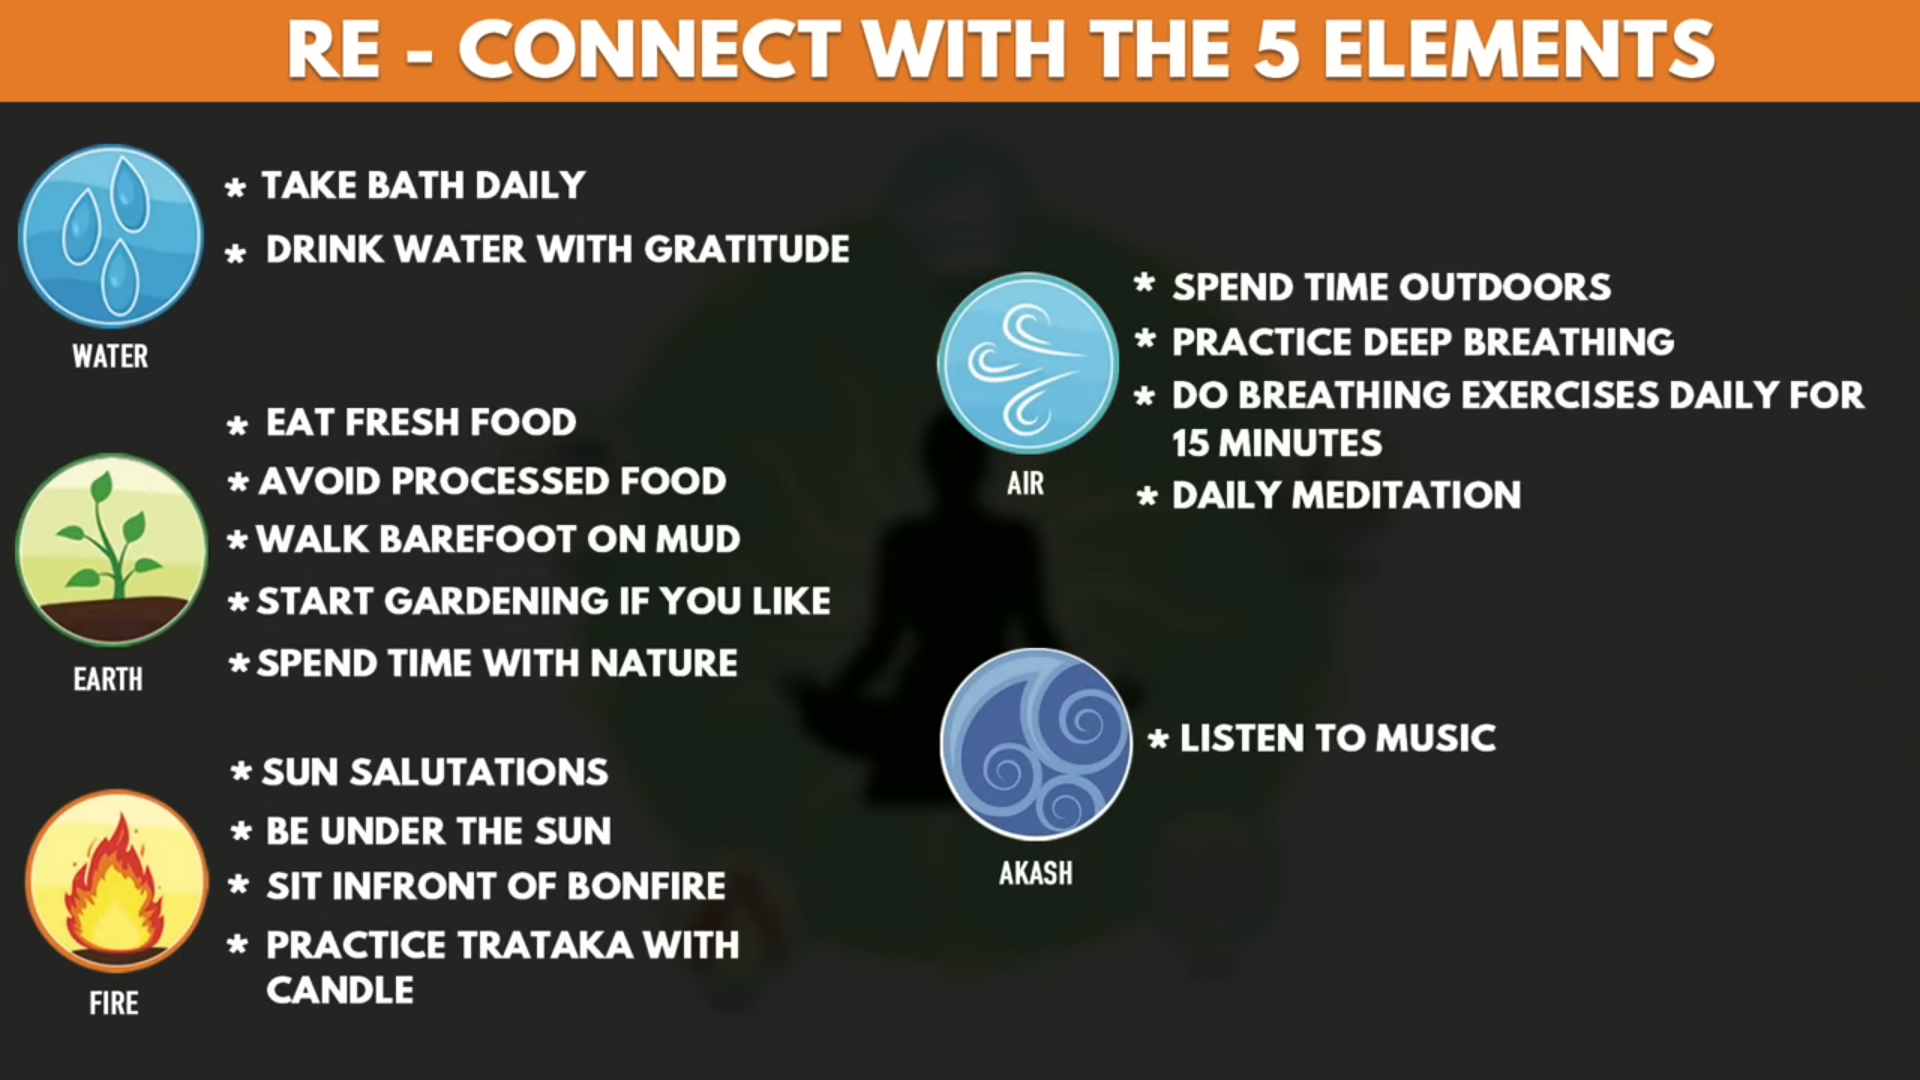 RE - CONNECT WITH THE 5 ELEMENTS
* TAKE BATH DAILY
* DRINK WATER WITH GRATITUDE
WATER
* EAT FRESH FOOD
* AVOID PROCESSED FOOD
* WALK BAREFOOT ON MUD
* START GARDENING IF YOU LIKE
* SPEND TIME WITH NATURE
EARTH
* SUN SALUTATIONS
* BE UNDER THE SUN
* SIT INFRONT OF BONFIRE
* PRACTICE TRATAKA WITH
CANDLE
FIRE
* SPEND TIME OUTDOORS
* PRACTICE DEEP BREATHING
* DO BREATHING EXERCISES DAILY FOR
15 MINUTES
* DAILY MEDITATION
AIR
* LISTEN TO MUSIC
AKASH